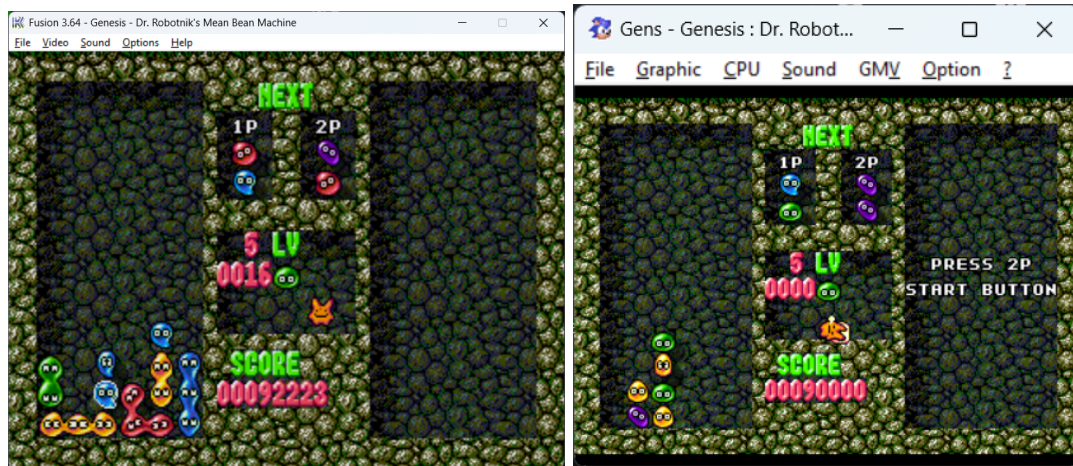 Fusion 3.64 - Genesis - Dr. Robotnik's Mean Bean Machine
File Video Sound Options Help
NEXT
1P 2P
5 LV
0016
SCORE
00092223
Gens - Genesis : Dr. Robot...
File Graphic CPU Sound GMV Option ?
NEXT
1P 2P
5 LV
0000
PRESS 2P
START BUTTON
SCORE
00090000